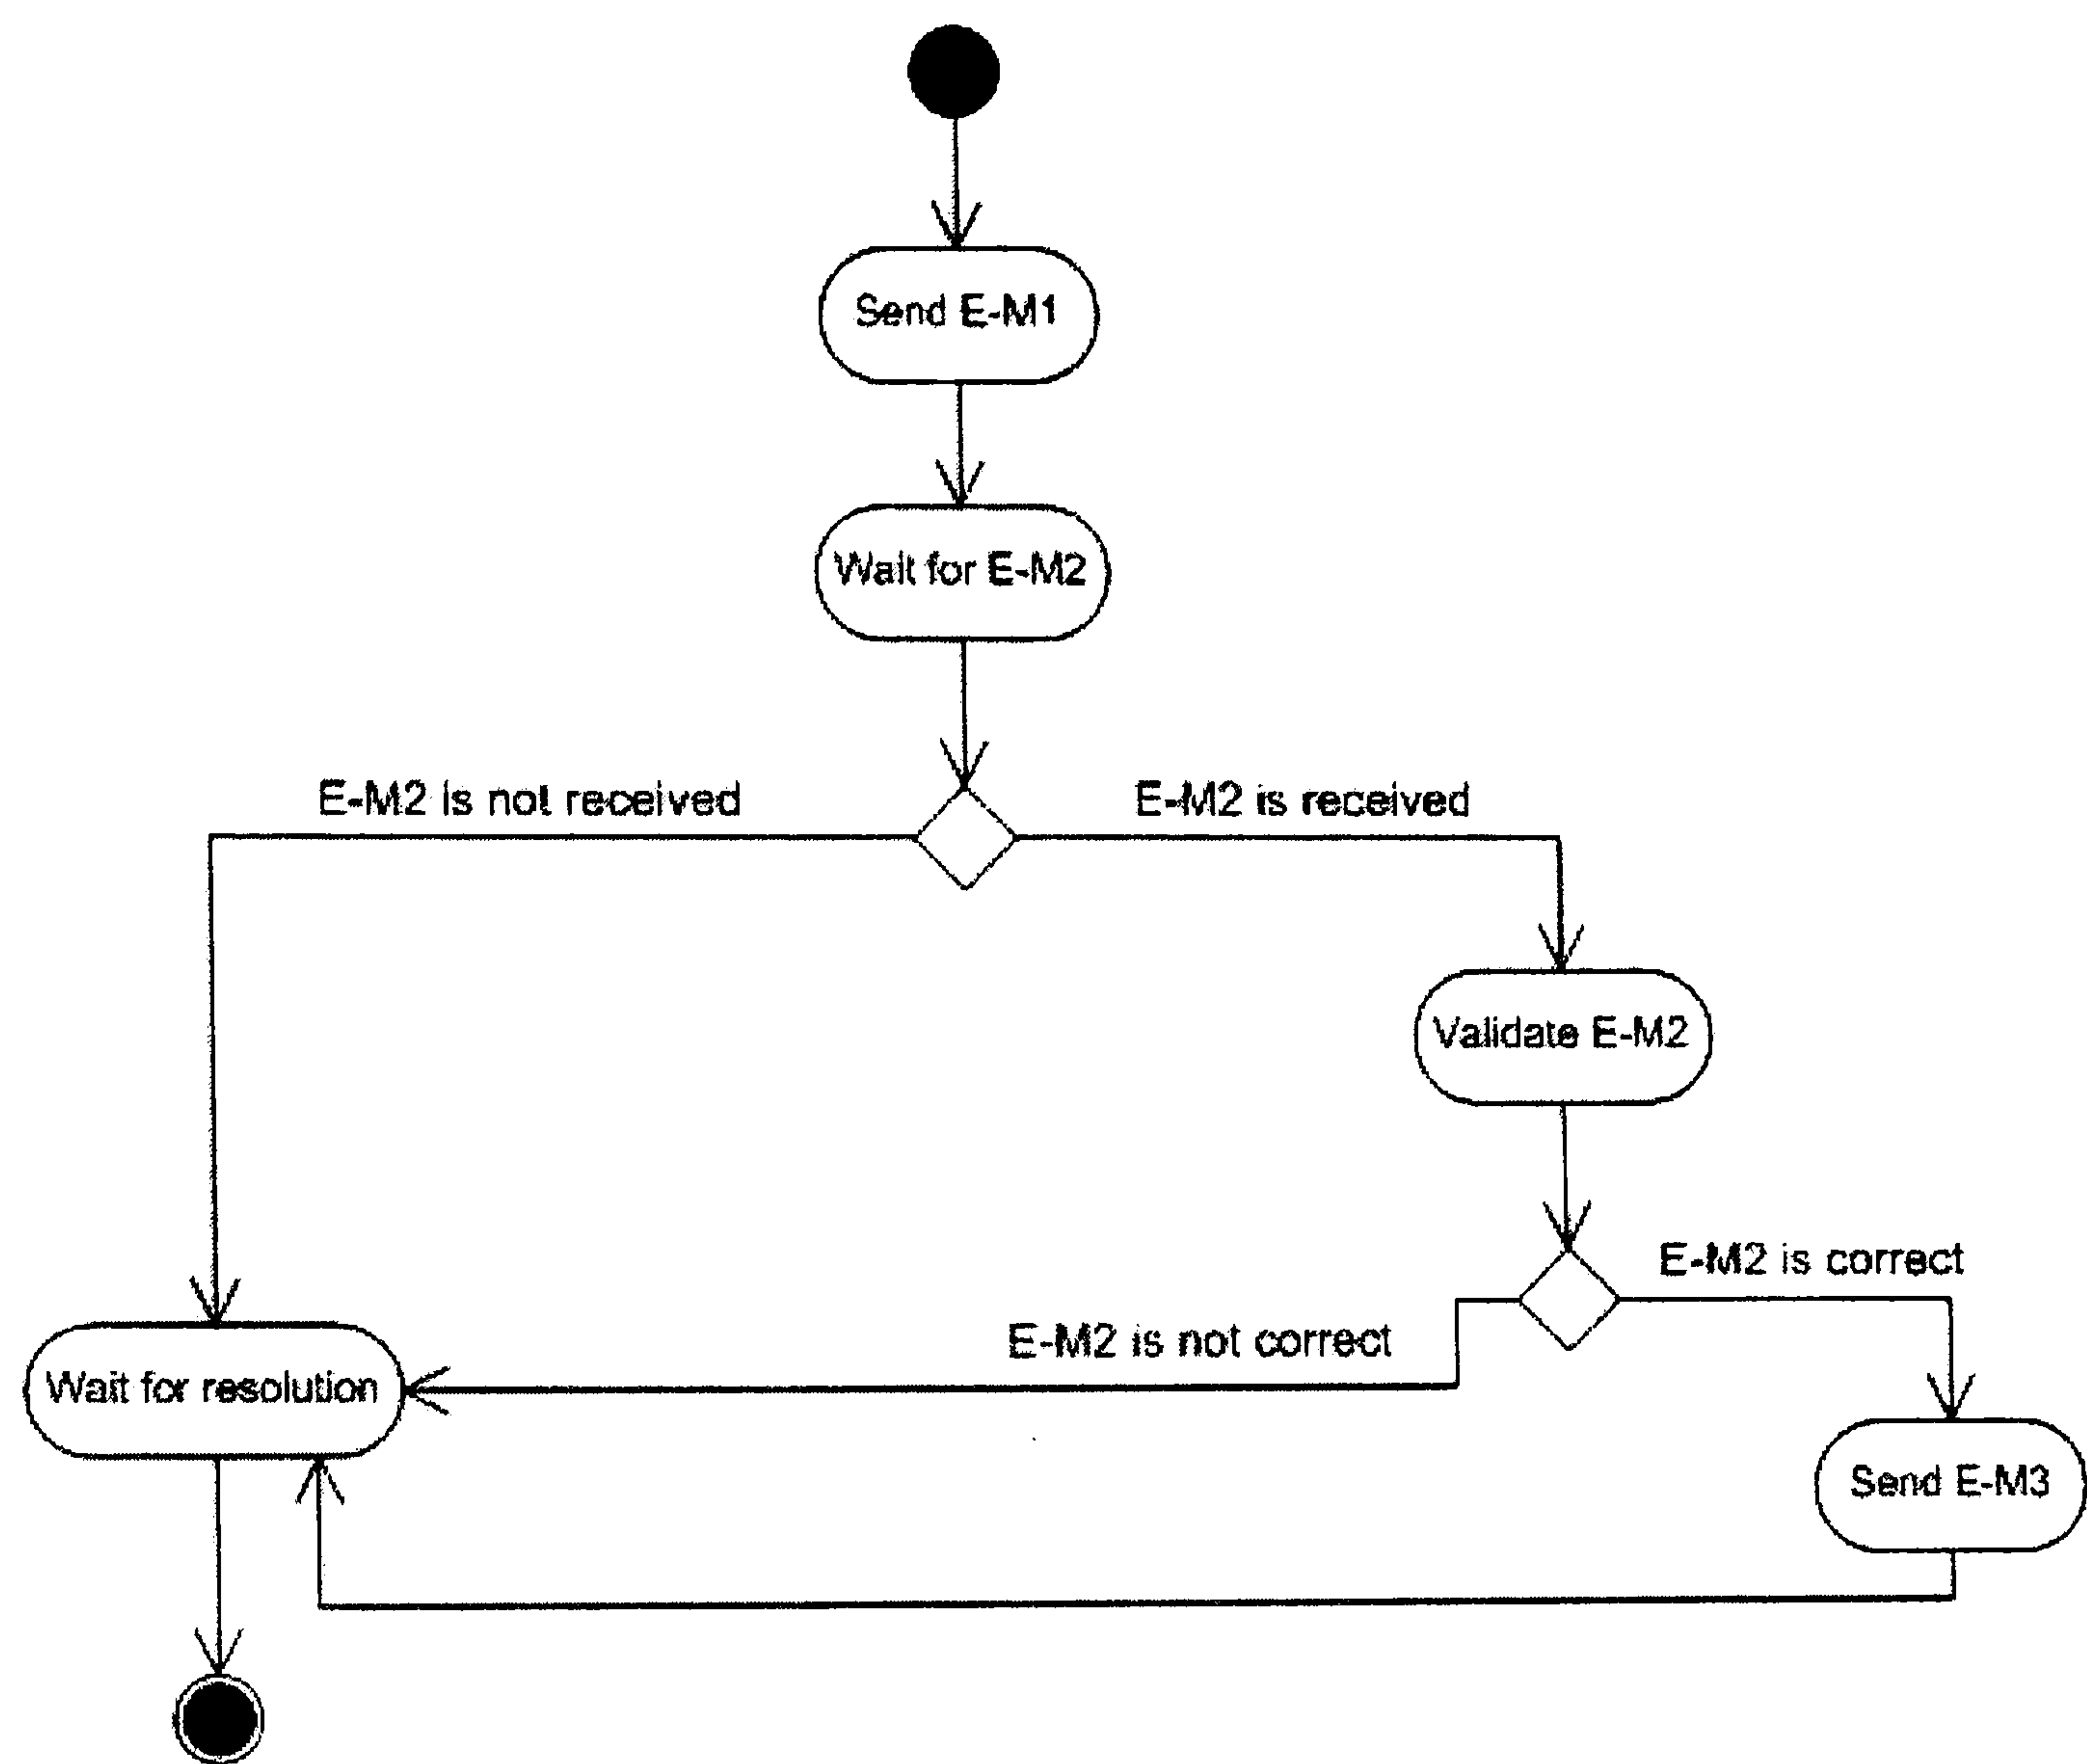 Send E-M1
Wait for E-M2
E-M2 is not received
E-M2 is received
Validate E-M2
E-M2 is correct
E-M2 is not correct
Wait for resolution
Send E-M3